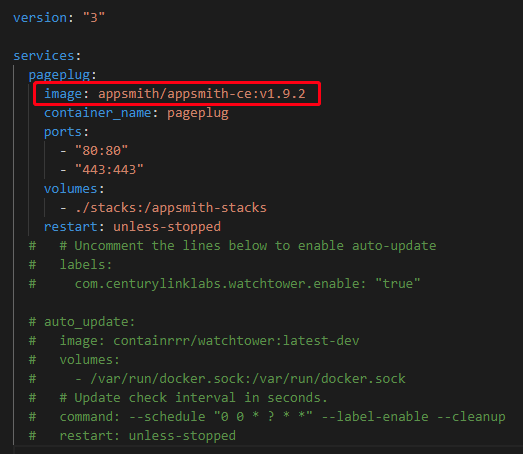 version: "3"

services:
  pageplug:
    image: appsmith/appsmith-ce:v1.9.2
    container_name: pageplug
    ports:
      - "80:80"
      - "443:443"
    volumes:
      - ./stacks:/appsmith-stacks
    restart: unless-stopped
  #   # Uncomment the lines below to enable auto-update
  #   labels:
  #     com.centurylinklabs.watchtower.enable: "true"

  # auto_update:
  #   image: containrrr/watchtower:latest-dev
  #   volumes:
  #     - /var/run/docker.sock:/var/run/docker.sock
  #   # Update check interval in seconds.
  #   command: --schedule "0 0 * ? * *" --label-enable --cleanup
  #   restart: unless-stopped